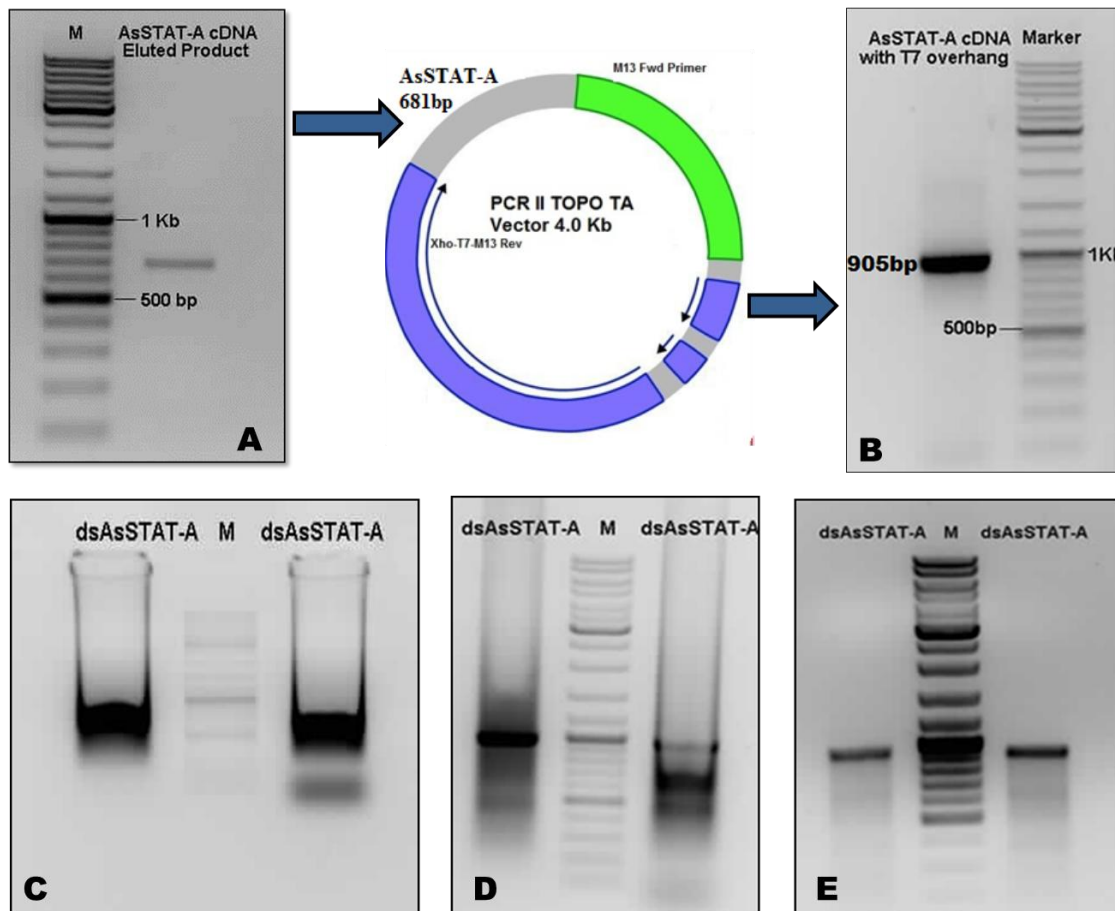 M
AsSTAT-A cDNA
Eluted Product
1 Kb
500 bp
A
AsSTAT-A
681bp
M13 Fwd Primer
PCR II TOPO TA
Vector 4.0 Kb
Xho-T7-M13 Rev
AsSTAT-A cDNA
with T7 overhang
Marker
905bp
1Kb
500bp
B
dsAsSTAT-A M dsAsSTAT-A
C
dsAsSTAT-A M dsAsSTAT-A
D
dsAsSTAT-A M dsAsSTAT-A
E